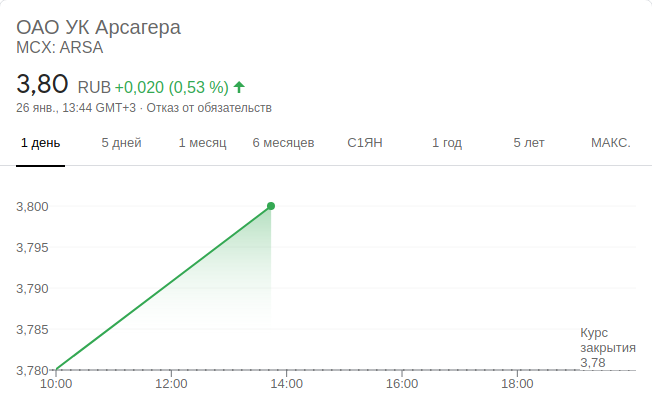 ОАО УК Арсагера
MCX: ARSA
3,80 RUB +0,020 (0,53 %)
26 янв., 13:44 GMT+3 · Отказ от обязательств
1 день 5 дней 1 месяц 6 месяцев С1ЯН 1 год 5 лет МАКС.
3,800
3,795
3,790
3,785
3,780
Курс
закрытия
3,78
10:00 12:00 14:00 16:00 18:00